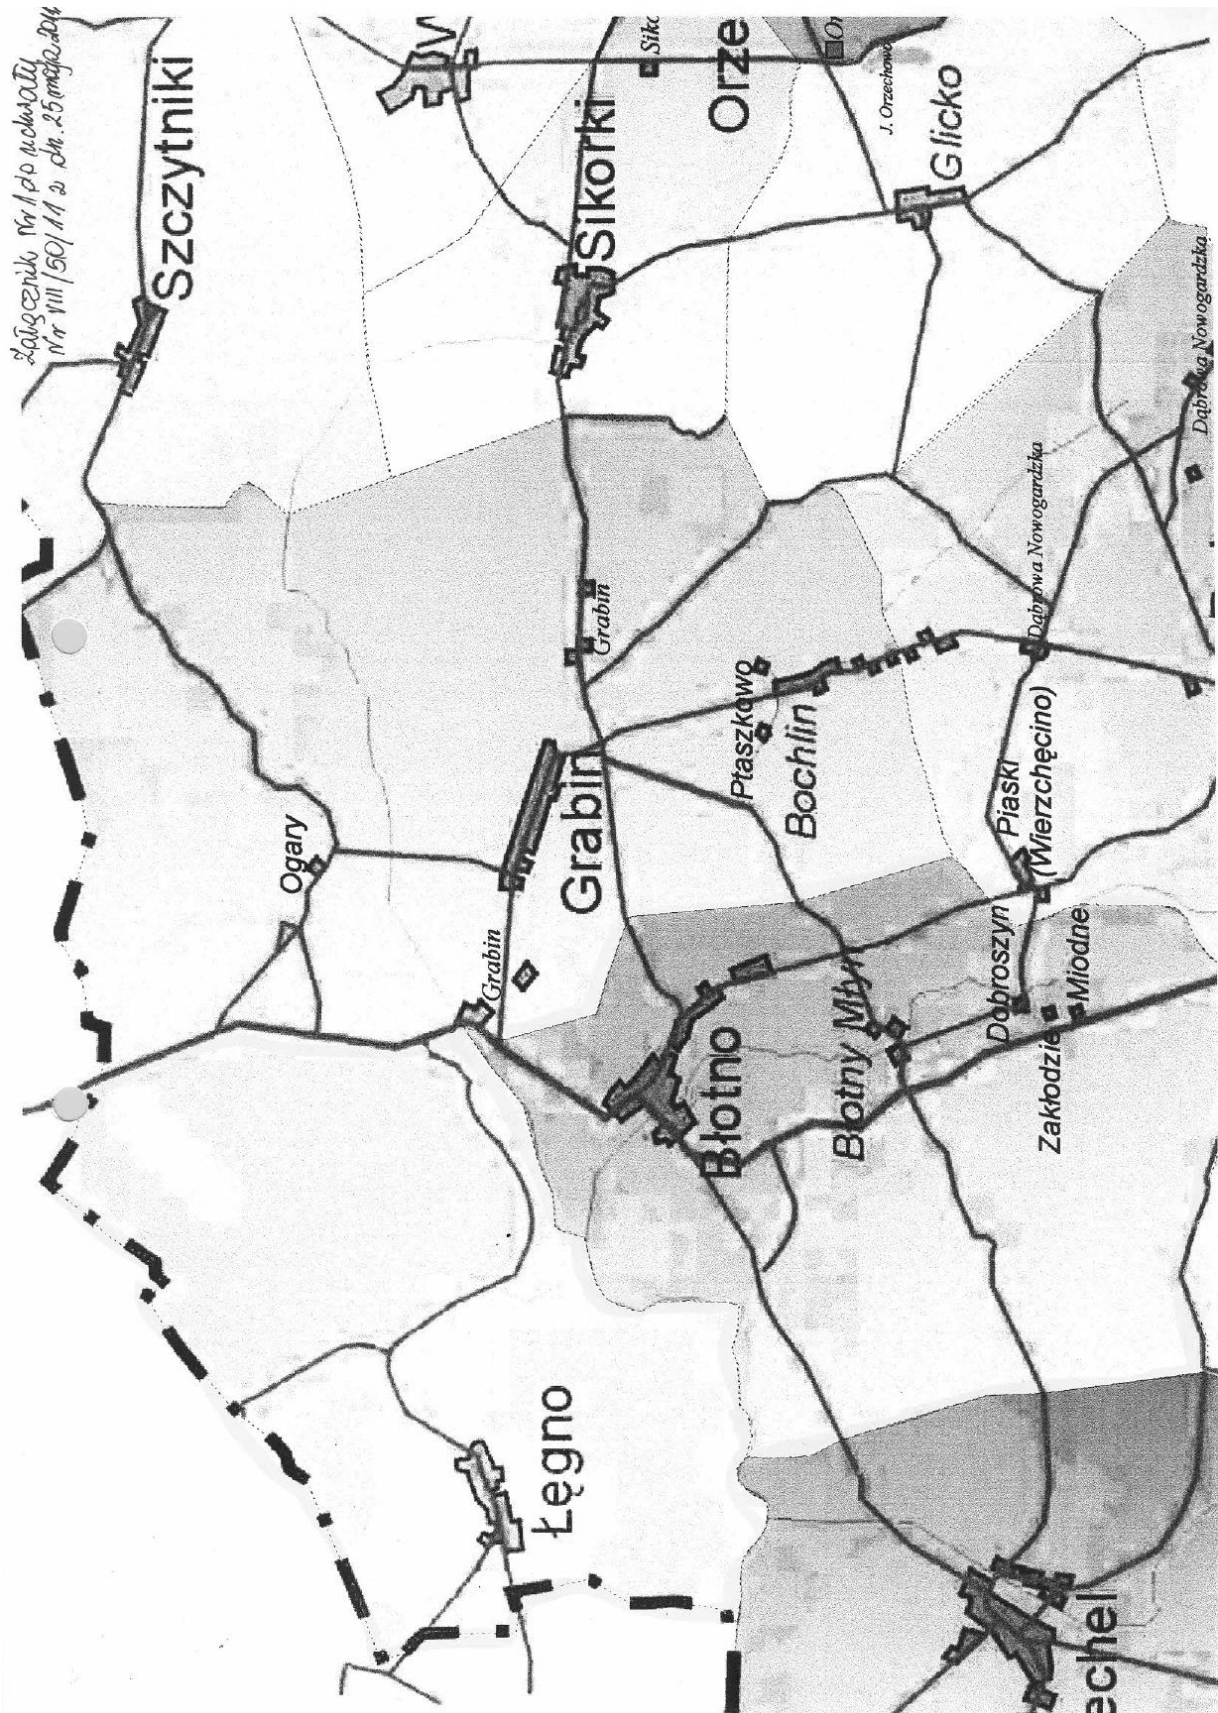 Załącznik Nr 1 do uchwały
Nr VIII/50/11 z dn. 25 maja 2011
Szczytniki
W
Sikorki
Orze
J. Orzechowo
Glicko
Dąbrowa Nowogardzka
Dąbrowa Nowogardzka
Grabin
Ptaszkowo
Bochlin
Piaski
(Wierzchęcino)
Ogary
Grabin
Grabin
Błotno
Błotny Młyn
Dobroszyn
Zakłodzie
Miodne
Łęgno
echel